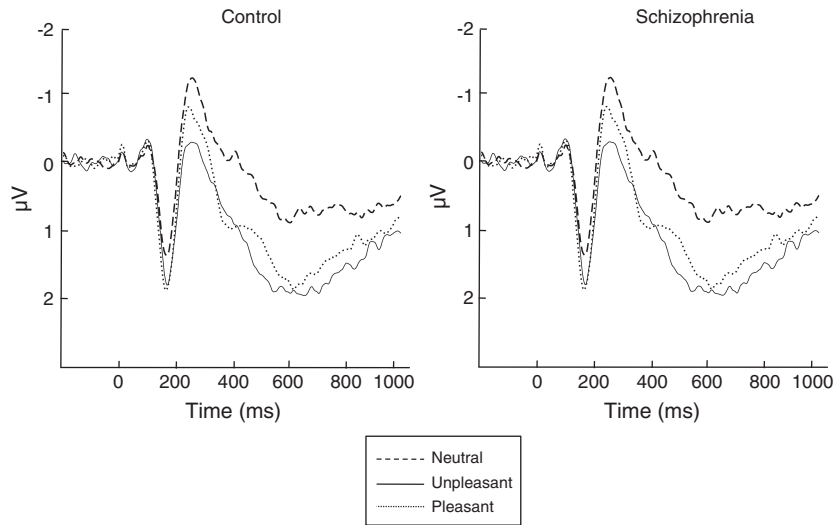 Control
-2
-1
0
1
2
µV
0 200 400 600 800 1000
Time (ms)
Schizophrenia
-2
-1
0
1
2
µV
0 200 400 600 800 1000
Time (ms)
Neutral
Unpleasant
Pleasant